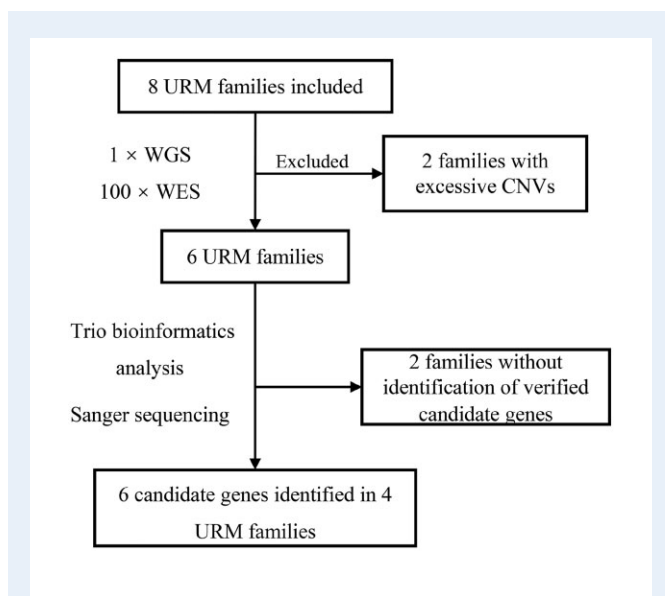 8 URM families included
1 × WGS
100 × WES
Excluded
2 families with
excessive CNVs
6 URM families
Trio bioinformatics
analysis
Sanger sequencing
2 families without
identification of verified
candidate genes
6 candidate genes identified in 4
URM families